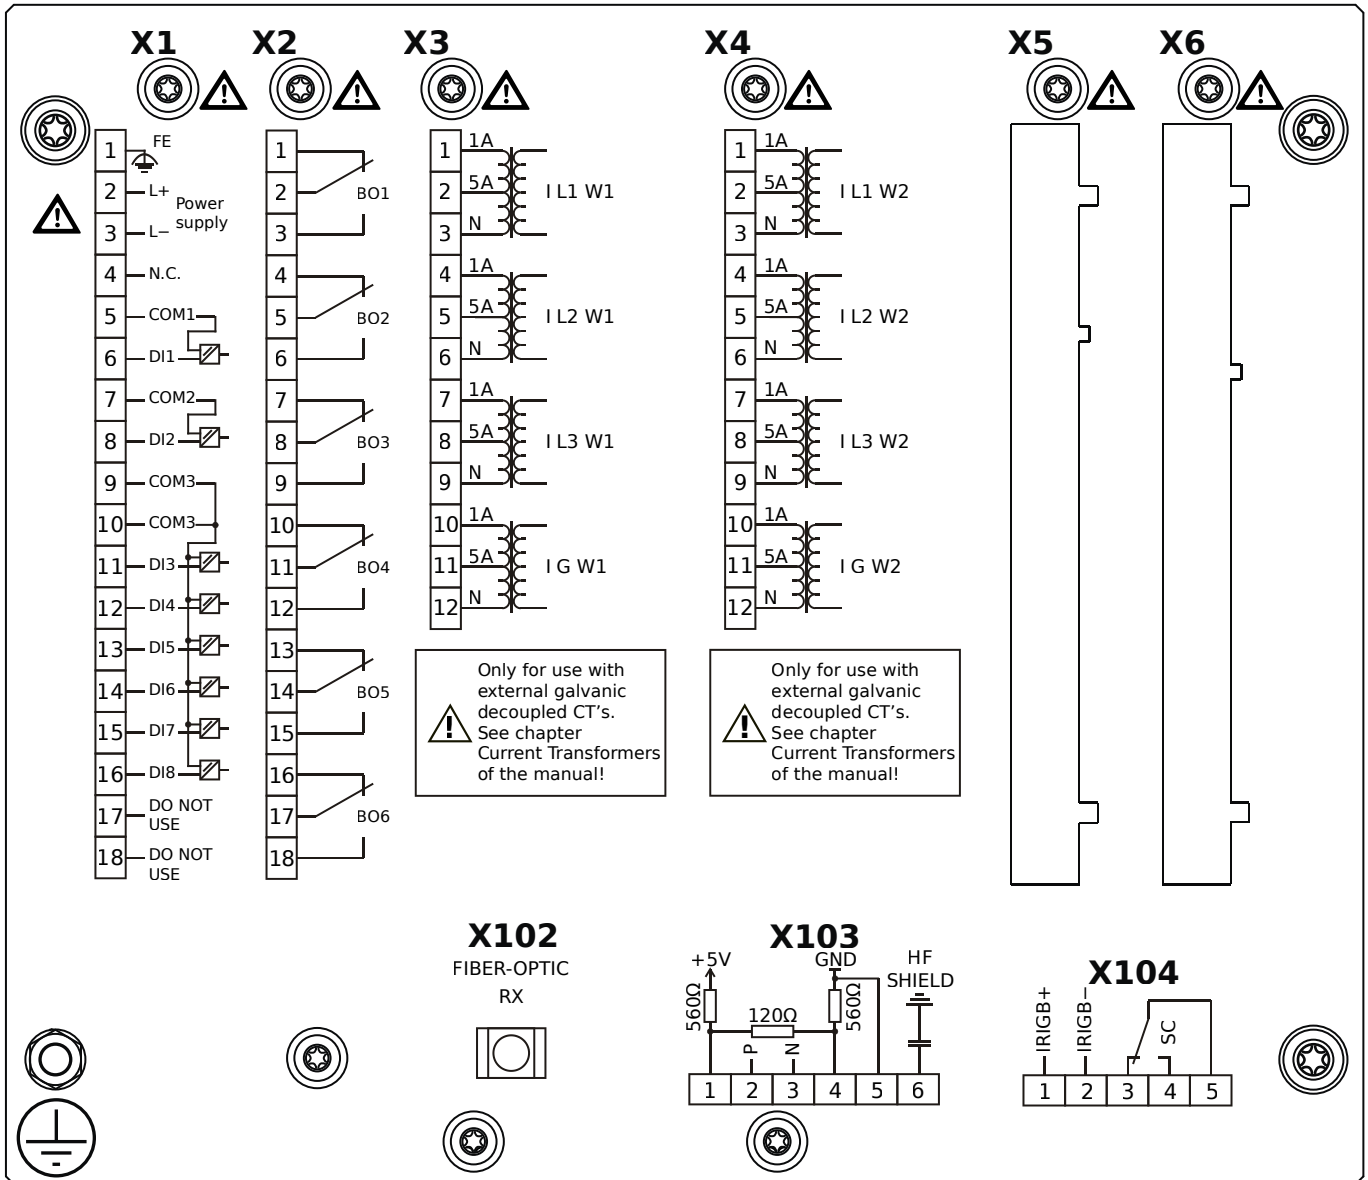 X1
X2
X3
X4
X5
X6
1
FE
2
L+
Power
supply
3
L−
4
N.C.
5
COM1
6
DI1
7
COM2
8
DI2
9
COM3
10
COM3
11
DI3
12
DI4
13
DI5
14
DI6
15
DI7
16
DI8
17
DO NOT
USE
18
DO NOT
USE
1
2
BO1
3
4
5
BO2
6
7
8
BO3
9
10
11
BO4
12
13
14
BO5
15
16
17
BO6
18
1
1A
2
5A
I L1 W1
3
N
4
1A
5
5A
I L2 W1
6
N
7
1A
8
5A
I L3 W1
9
N
10
1A
11
5A
I G W1
12
N
!
Only for use with
external galvanic
decoupled CT's.
See chapter
Current Transformers
of the manual!
1
1A
2
5A
I L1 W2
3
N
4
1A
5
5A
I L2 W2
6
N
7
1A
8
5A
I L3 W2
9
N
10
1A
11
5A
I G W2
12
N
!
Only for use with
external galvanic
decoupled CT's.
See chapter
Current Transformers
of the manual!
X102
FIBER-OPTIC
RX
X103
+5V
GND
HF
SHIELD
560Ω
120Ω
560Ω
P
N
1 2 3 4 5 6
X104
IRIGB+
IRIGB−
SC
1 2 3 4 5